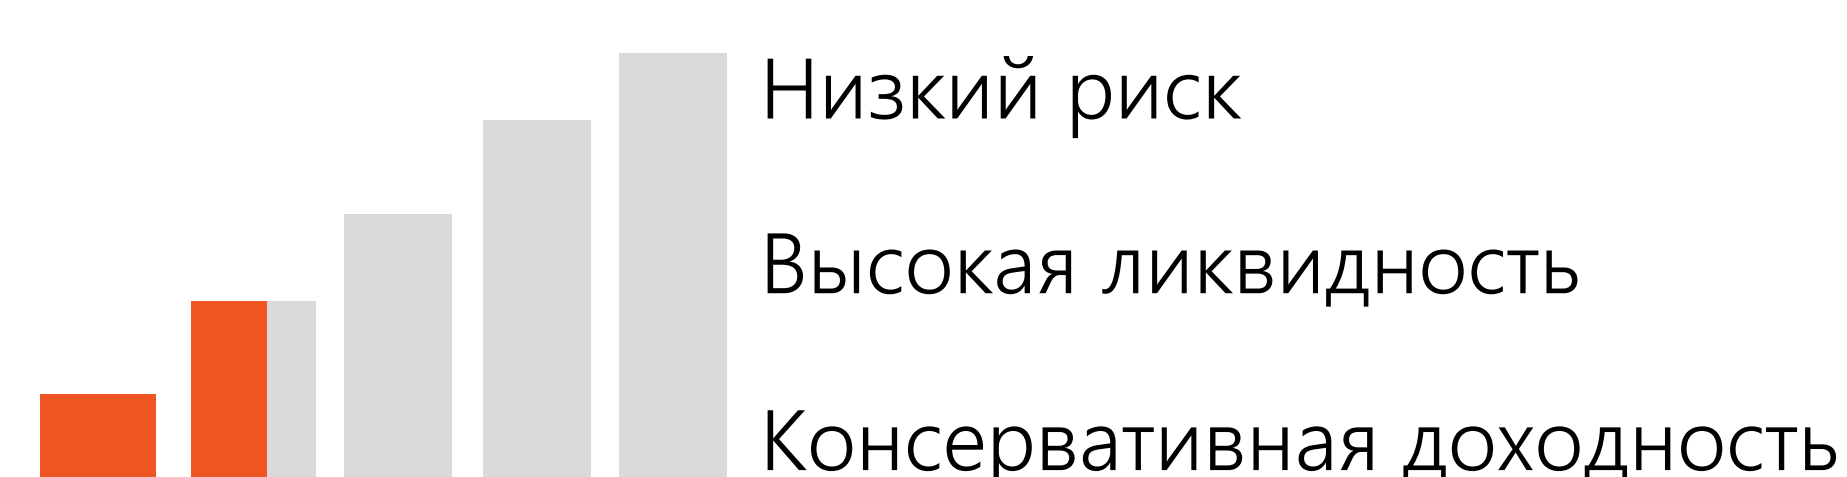 Низкий риск
Высокая ликвидность
Консервативная доходность